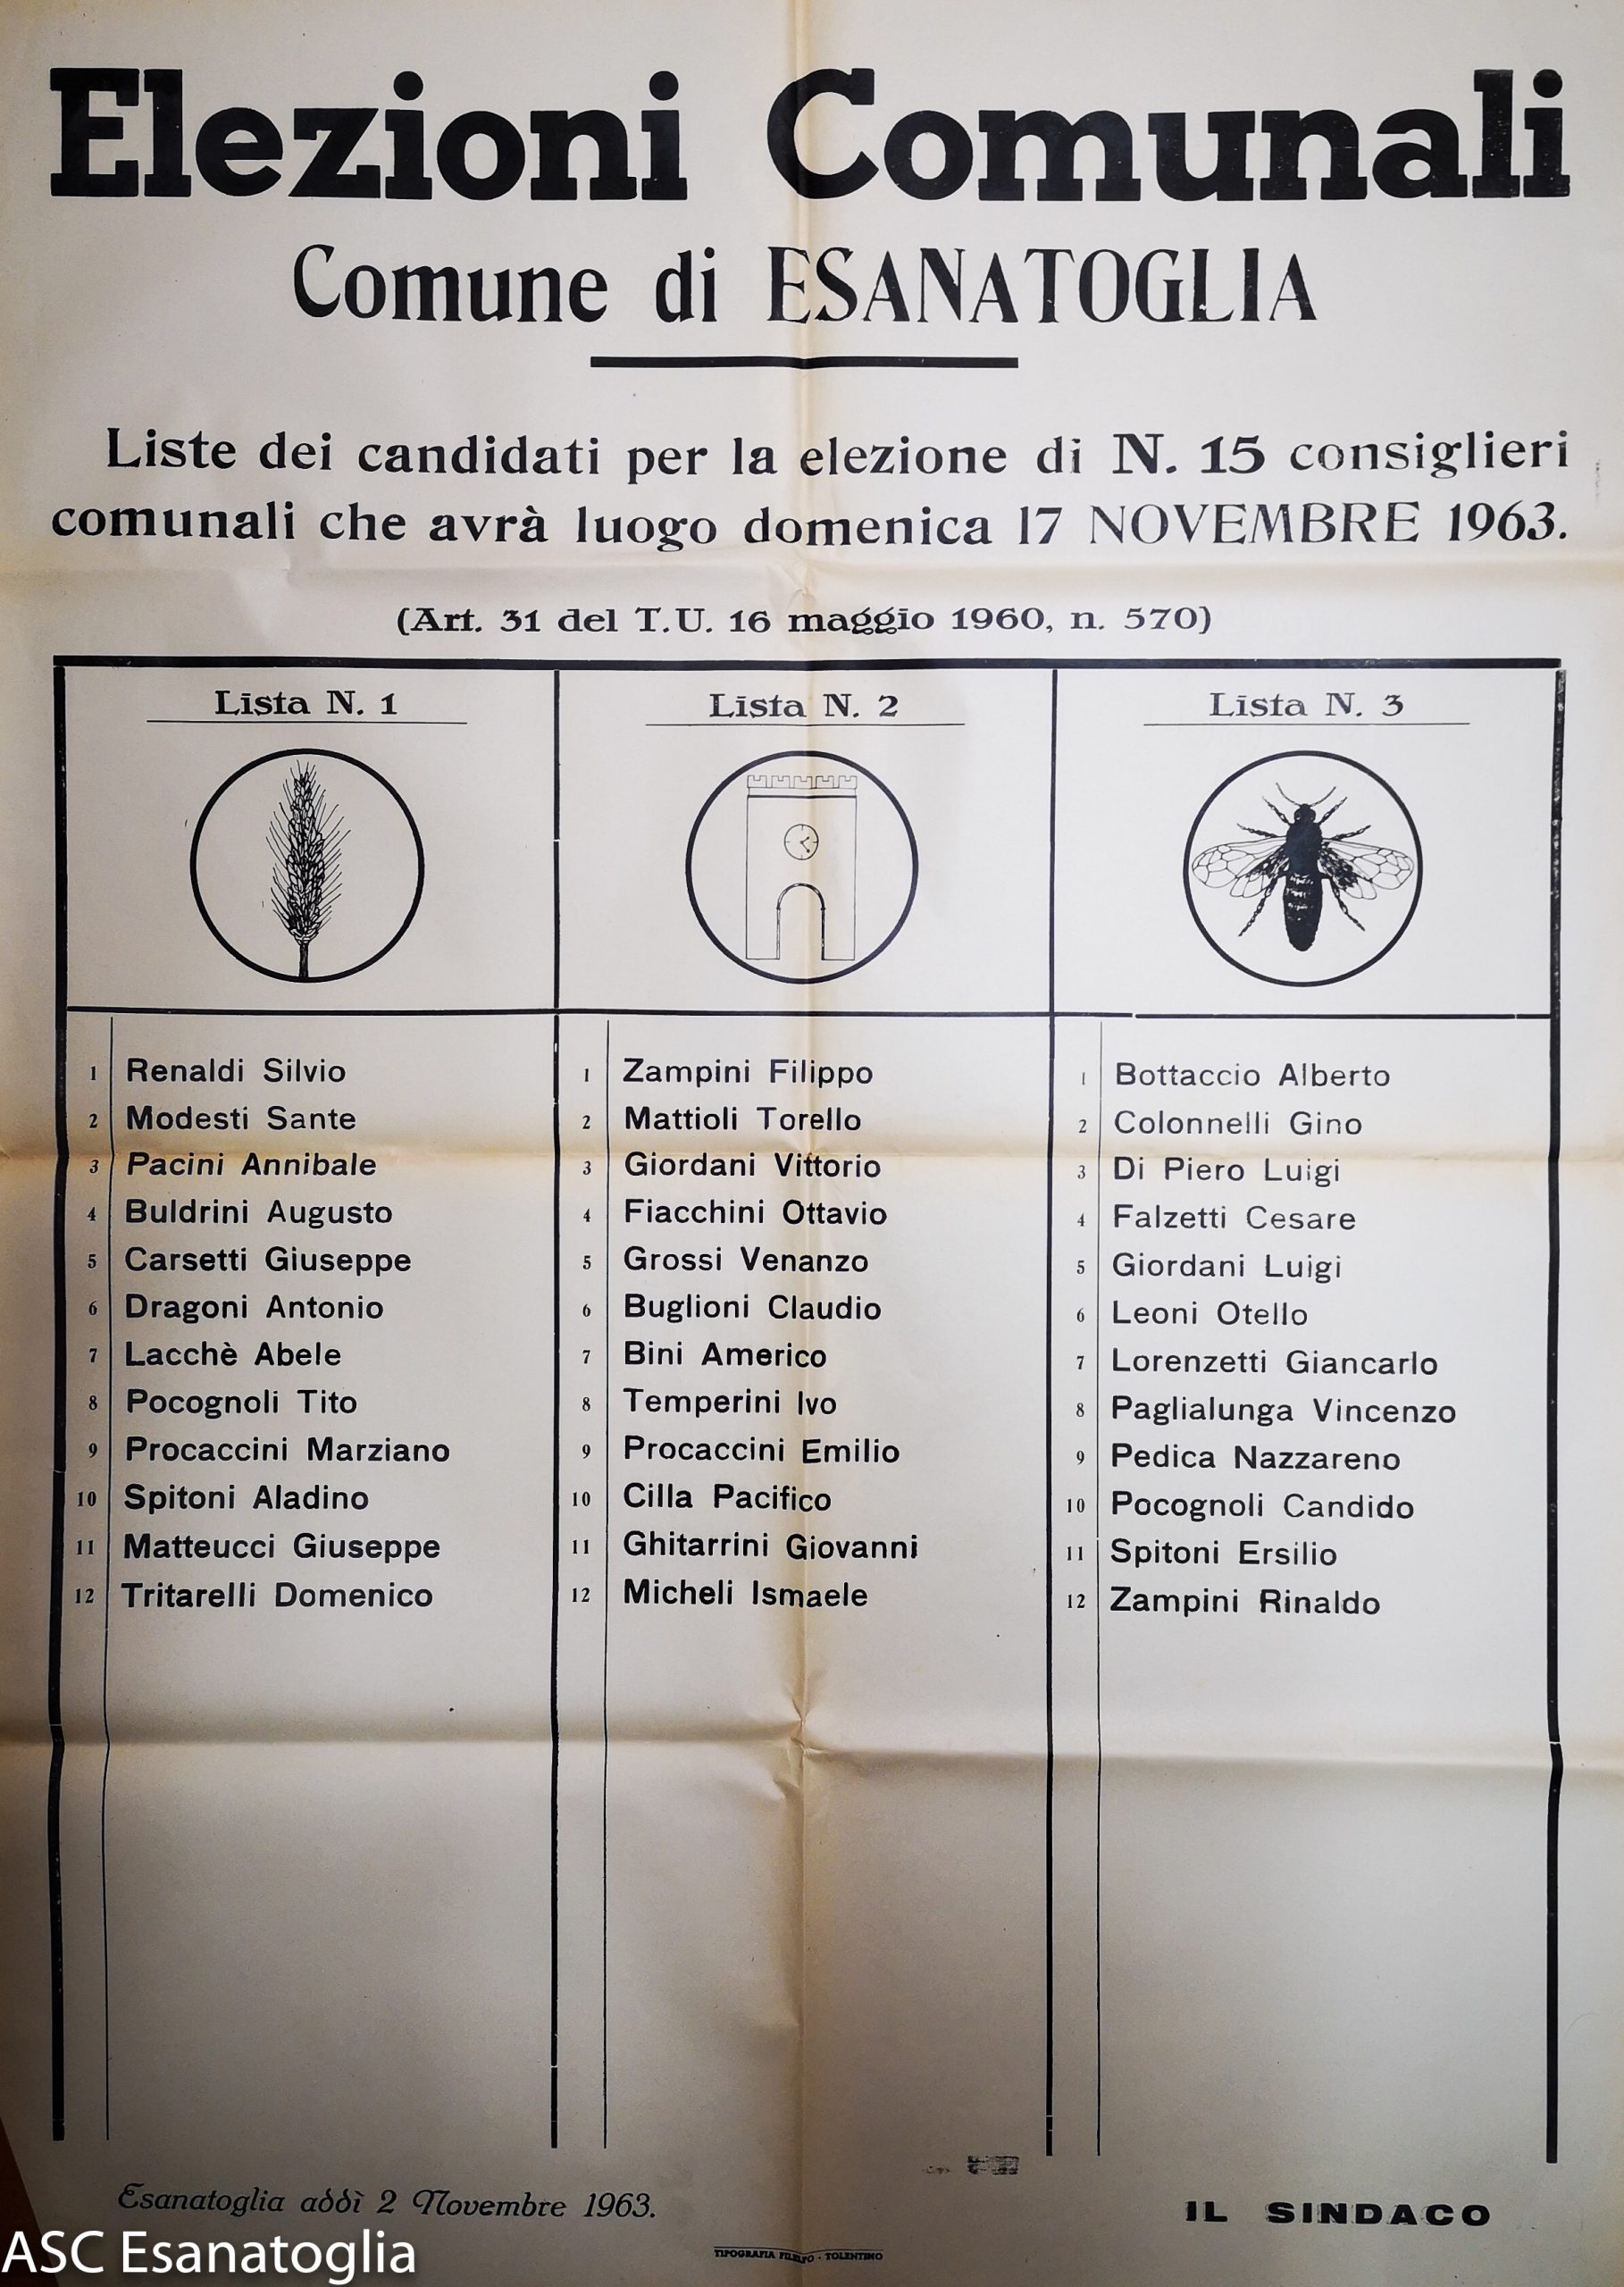 Elezioni Comunali
Comune di ESANATOGLIA
Liste dei candidati per la elezione di N. 15 consiglieri
comunali che avrà luogo domenica 17 NOVEMBRE 1963.
(Art. 31 del T.U. 16 maggio 1960, n. 570)
Lista N. 1
1 Renaldi Silvio
2 Modesti Sante
3 Pacini Annibale
4 Buldrini Augusto
5 Carsetti Giuseppe
6 Dragoni Antonio
7 Lacchè Abele
8 Pocognoli Tito
9 Procaccini Marziano
10 Spitoni Aladino
11 Matteucci Giuseppe
12 Tritarelli Domenico
Lista N. 2
1 Zampini Filippo
2 Mattioli Torello
3 Giordani Vittorio
4 Fiacchini Ottavio
5 Grossi Venanzo
6 Buglioni Claudio
7 Bini Americo
8 Temperini Ivo
9 Procaccini Emilio
10 Cilla Pacifico
11 Ghitarrini Giovanni
12 Micheli Ismaele
Lista N. 3
1 Bottaccio Alberto
2 Colonnelli Gino
3 Di Piero Luigi
4 Falzetti Cesare
5 Giordani Luigi
6 Leoni Otello
7 Lorenzetti Giancarlo
8 Paglialunga Vincenzo
9 Pedica Nazzareno
10 Pocognoli Candido
11 Spitoni Ersilio
12 Zampini Rinaldo
Esanatoglia addì 2 Novembre 1963.
IL SINDACO
TIPOGRAFIA FILELFO - TOLENTINO
ASC Esanatoglia